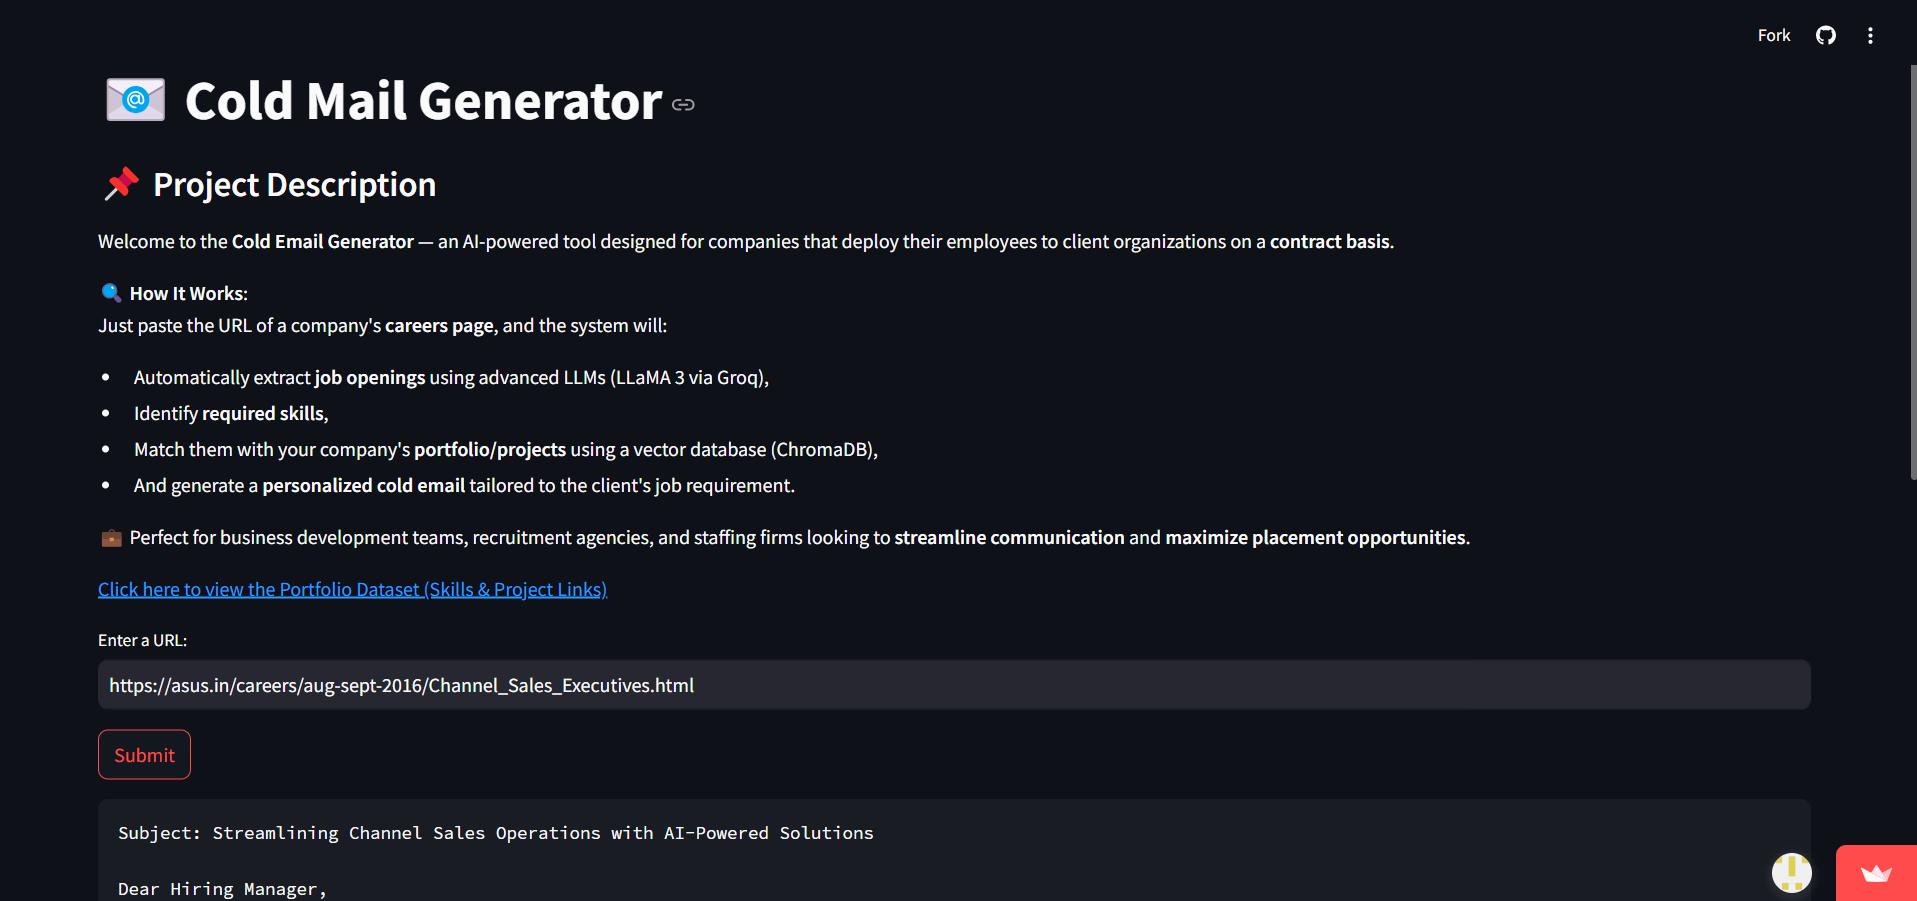 Fork
Cold Mail Generator
Project Description
Welcome to the Cold Email Generator — an AI-powered tool designed for companies that deploy their employees to client organizations on a contract basis.
How It Works:
Just paste the URL of a company's careers page, and the system will:
• Automatically extract job openings using advanced LLMs (LLaMA 3 via Groq),
• Identify required skills,
• Match them with your company's portfolio/projects using a vector database (ChromaDB),
• And generate a personalized cold email tailored to the client's job requirement.
Perfect for business development teams, recruitment agencies, and staffing firms looking to streamline communication and maximize placement opportunities.
Click here to view the Portfolio Dataset (Skills & Project Links)
Enter a URL:
https://asus.in/careers/aug-sept-2016/Channel_Sales_Executives.html
Submit
Subject: Streamlining Channel Sales Operations with AI-Powered Solutions
Dear Hiring Manager,